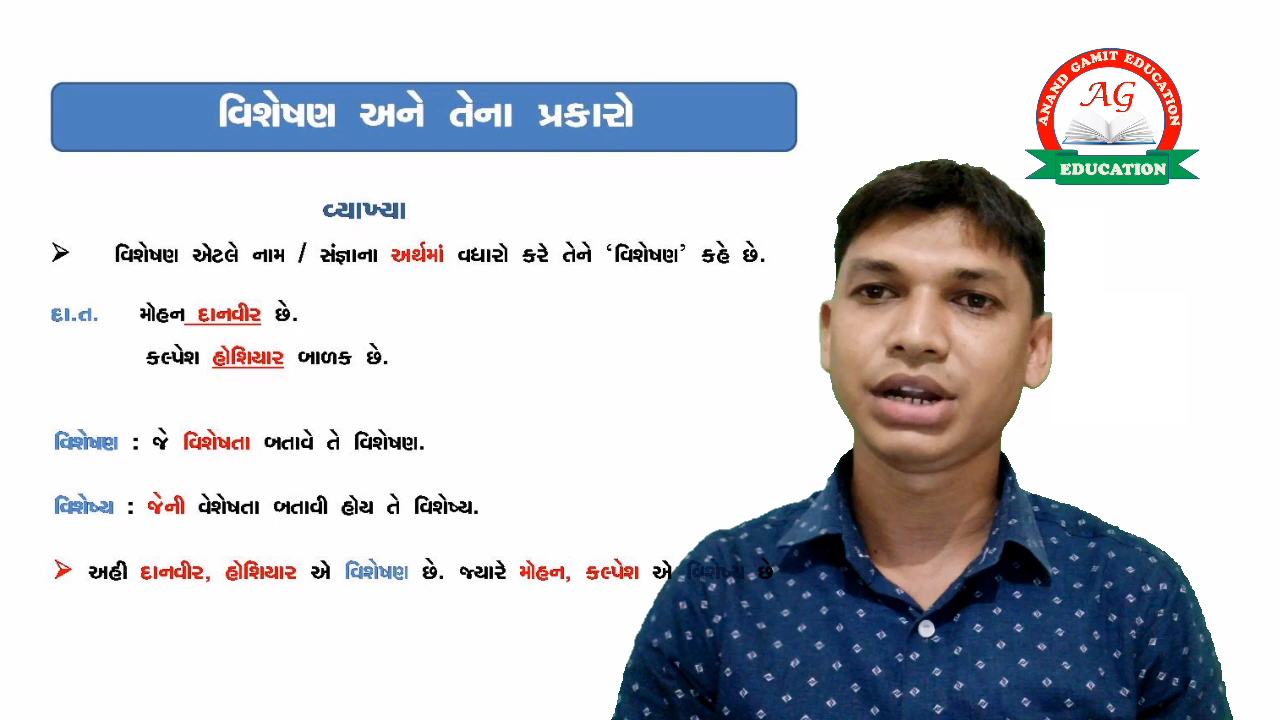 વિશેષણ અને તેના પ્રકારો
ANAND GAMIT EDUCATION
AG
EDUCATION
વ્યાખ્યા
➢ વિશેષણ એટલે નામ / સંજ્ઞાના અર્થમાં વધારો કરે તેને ‘વિશેષણ’ કહે છે.
દા.ત. મોહન દાનવીર છે.
કલ્પેશ હોશિયાર બાળક છે.
વિશેષણ : જે વિશેષતા બતાવે તે વિશેષણ.
વિશેષ્ય : જેની વેશેષતા બતાવી હોય તે વિશેષ્ય.
➢ અહી દાનવીર, હોશિયાર એ વિશેષણ છે. જ્યારે મોહન, કલ્પેશ એ વિશેષ્ય છે